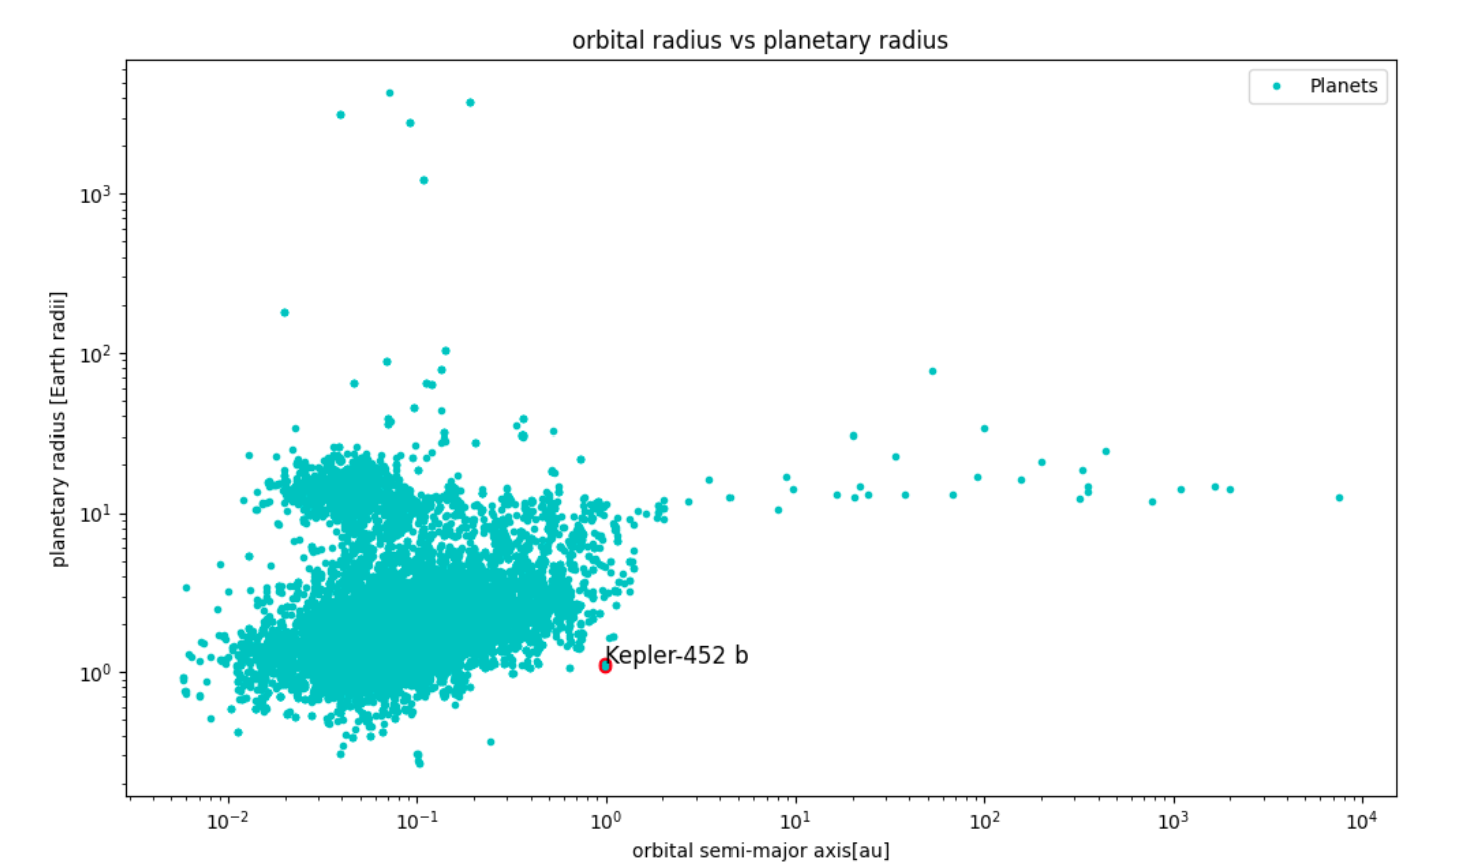 orbital radius vs planetary radius
Planets
planetary radius [Earth radii]
10³
10²
10¹
10⁰
Kepler-452 b
10⁻²
10⁻¹
10⁰
10¹
10²
10³
10⁴
orbital semi-major axis[au]